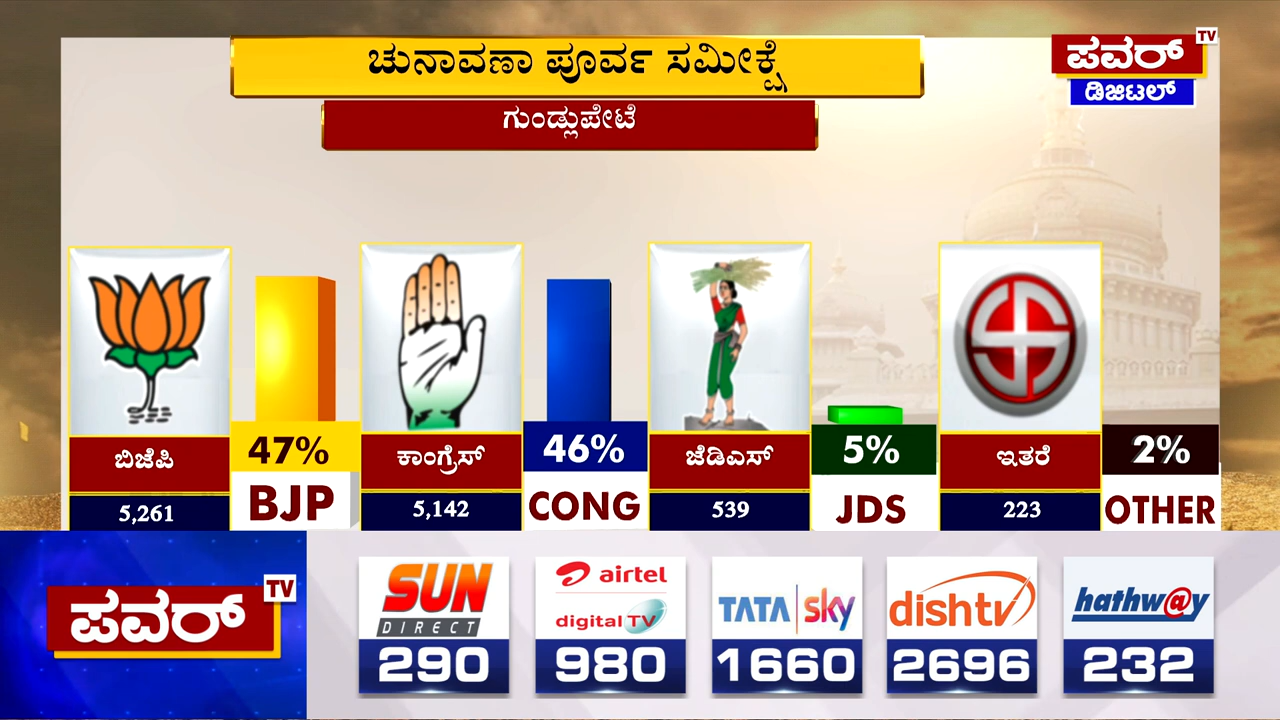 ಚುನಾವಣಾ ಪೂರ್ವ ಸಮೀಕ್ಷೆ
ಗುಂಡ್ಲುಪೇಟೆ
ಪವರ್ TV
ಡಿಜಿಟಲ್
47%
46%
5%
2%
ಬಿಜೆಪಿ
ಕಾಂಗ್ರೆಸ್
ಜೆಡಿಎಸ್
ಇತರೆ
5,261
BJP
5,142
CONG
539
JDS
223
OTHER
ಪವರ್ TV
SUN
DIRECT
290
airtel
digital TV
980
TATA sky
1660
dishtv
2696
hathw@y
232